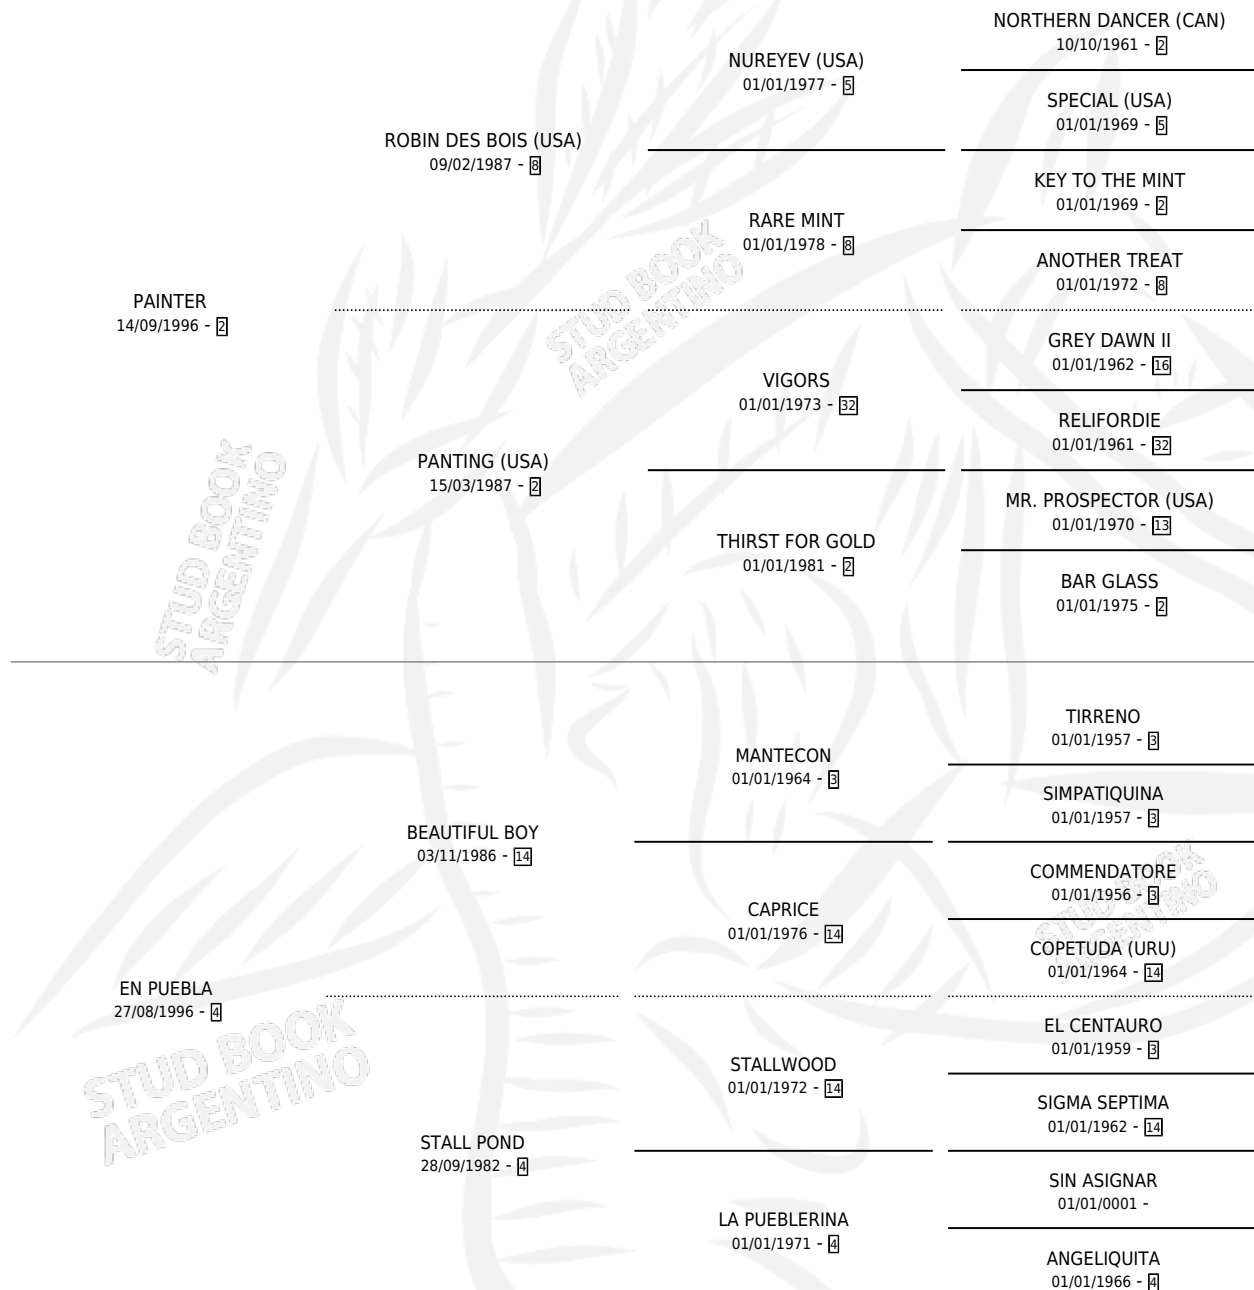 NORTHERN DANCER (CAN)
10/10/1961 - 2
NUREYEV (USA)
01/01/1977 - 5
SPECIAL (USA)
01/01/1969 - 5
ROBIN DES BOIS (USA)
09/02/1987 - 8
KEY TO THE MINT
01/01/1969 - 2
RARE MINT
01/01/1978 - 8
ANOTHER TREAT
01/01/1972 - 8
PAINTER
14/09/1996 - 2
GREY DAWN II
01/01/1962 - 16
VIGORS
01/01/1973 - 32
RELIFORDIE
01/01/1961 - 32
PANTING (USA)
15/03/1987 - 2
MR. PROSPECTOR (USA)
01/01/1970 - 13
THIRST FOR GOLD
01/01/1981 - 2
BAR GLASS
01/01/1975 - 2
TIRRENO
01/01/1957 - 3
MANTECON
01/01/1964 - 3
SIMPATIQUINA
01/01/1957 - 3
BEAUTIFUL BOY
03/11/1986 - 14
COMMENDATORE
01/01/1956 - 3
CAPRICE
01/01/1976 - 14
COPETUDA (URU)
01/01/1964 - 14
EN PUEBLA
27/08/1996 - 4
EL CENTAURO
01/01/1959 - 3
STALLWOOD
01/01/1972 - 14
SIGMA SEPTIMA
01/01/1962 - 14
STALL POND
28/09/1982 - 4
SIN ASIGNAR
01/01/0001 -
LA PUEBLERINA
01/01/1971 - 4
ANGELIQUITA
01/01/1966 - 4
STUD BOOK
ARGENTINO
STUD BOOK
ARGENTINO
STUD BOOK
ARGENTINO
STUD BOOK
ARGENTINO